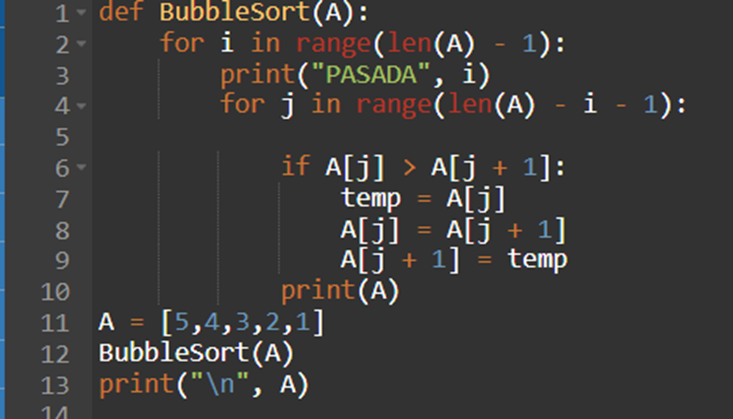 1 def BubbleSort(A):
2     for i in range(len(A) - 1):
3         print("PASADA", i)
4         for j in range(len(A) - i - 1):
5
6             if A[j] > A[j + 1]:
7                 temp = A[j]
8                 A[j] = A[j + 1]
9                 A[j + 1] = temp
10             print(A)
11 A = [5,4,3,2,1]
12 BubbleSort(A)
13 print("\n", A)
14